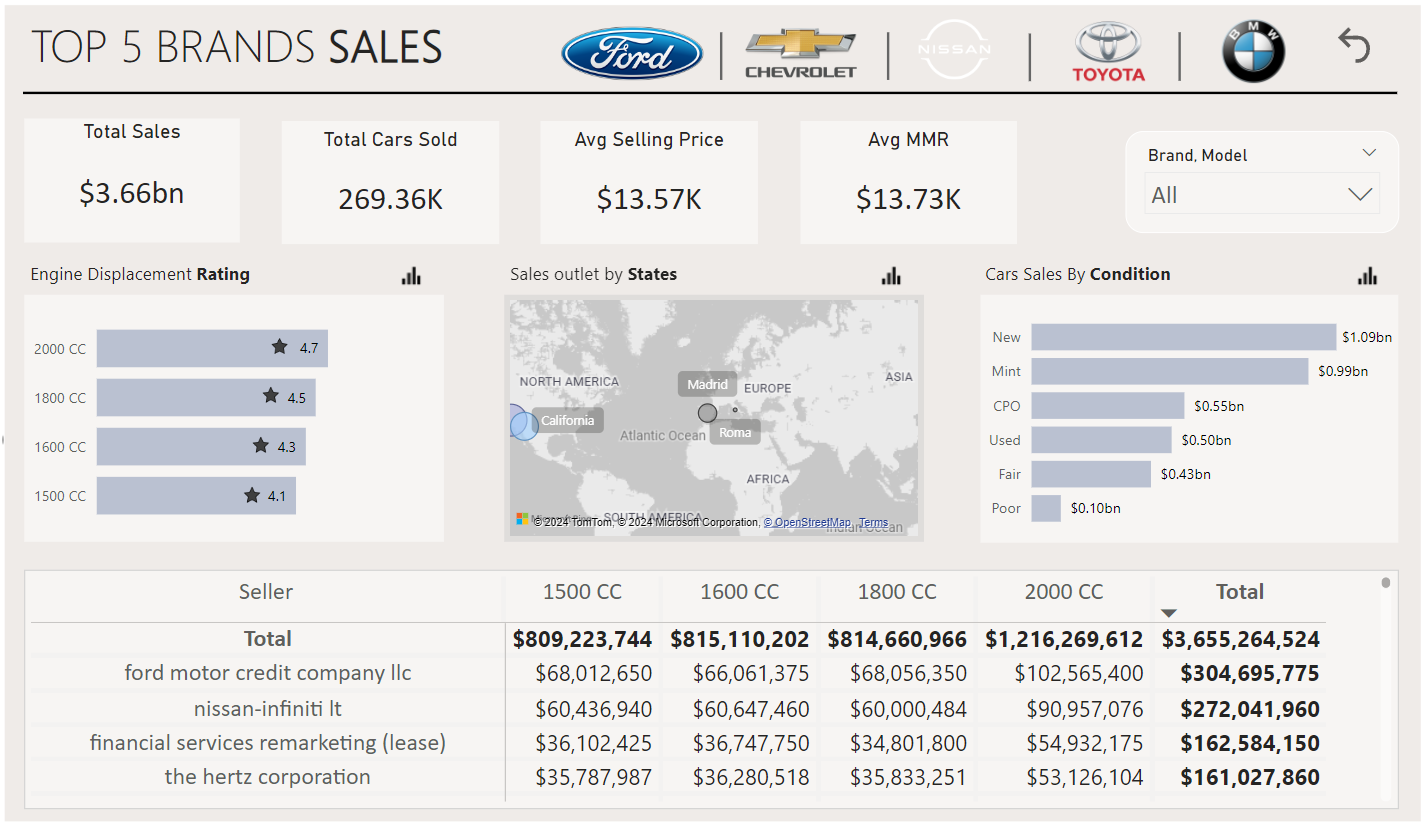 TOP 5 BRANDS SALES
Ford
CHEVROLET
NISSAN
TOYOTA
BMW
Total Sales
$3.66bn
Total Cars Sold
269.36K
Avg Selling Price
$13.57K
Avg MMR
$13.73K
Brand, Model
All
Engine Displacement Rating
2000 CC 4.7
1800 CC 4.5
1600 CC 4.3
1500 CC 4.1
Sales outlet by States
NORTH AMERICA
Madrid
EUROPE
ASIA
California
Atlantic Ocean
Roma
AFRICA
SOUTH AMERICA
© 2024 TomTom, © 2024 Microsoft Corporation, © OpenStreetMap Terms
Indian Ocean
Cars Sales By Condition
New $1.09bn
Mint $0.99bn
CPO $0.55bn
Used $0.50bn
Fair $0.43bn
Poor $0.10bn
Seller 1500 CC 1600 CC 1800 CC 2000 CC Total
Total $809,223,744 $815,110,202 $814,660,966 $1,216,269,612 $3,655,264,524
ford motor credit company llc $68,012,650 $66,061,375 $68,056,350 $102,565,400 $304,695,775
nissan-infiniti lt $60,436,940 $60,647,460 $60,000,484 $90,957,076 $272,041,960
financial services remarketing (lease) $36,102,425 $36,747,750 $34,801,800 $54,932,175 $162,584,150
the hertz corporation $35,787,987 $36,280,518 $35,833,251 $53,126,104 $161,027,860